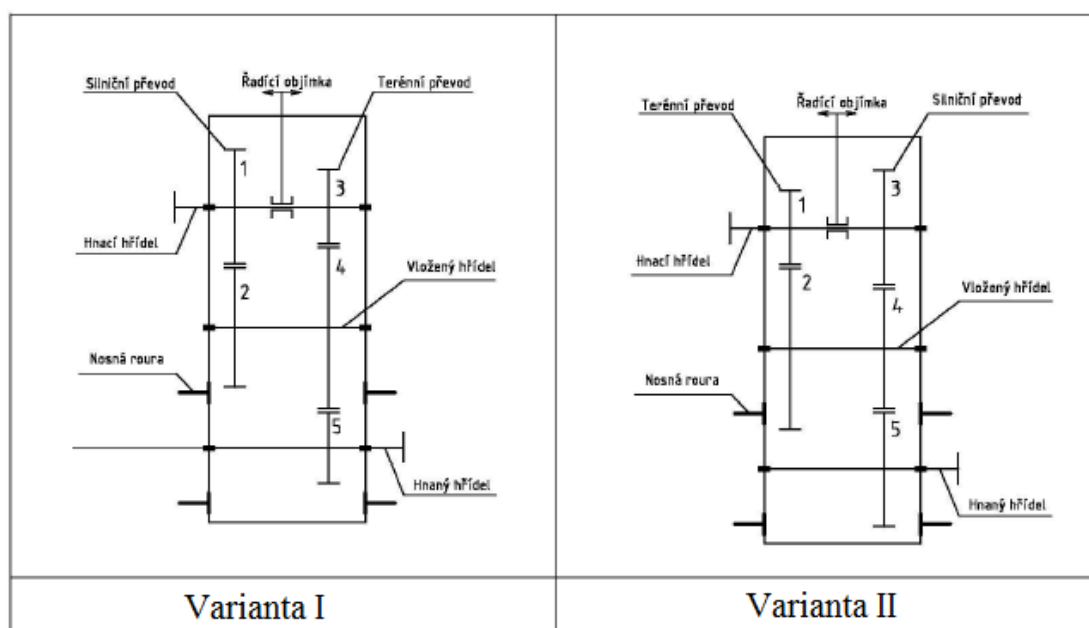 Silniční převod
Řadící objímka
Terénní převod
1
3
Hnací hřídel
4
2
Vložený hřídel
Nosná roura
5
Hnaný hřídel
Varianta I
Terénní převod
Řadící objímka
Silniční převod
1
3
Hnací hřídel
2
4
Vložený hřídel
Nosná roura
5
Hnaný hřídel
Varianta II